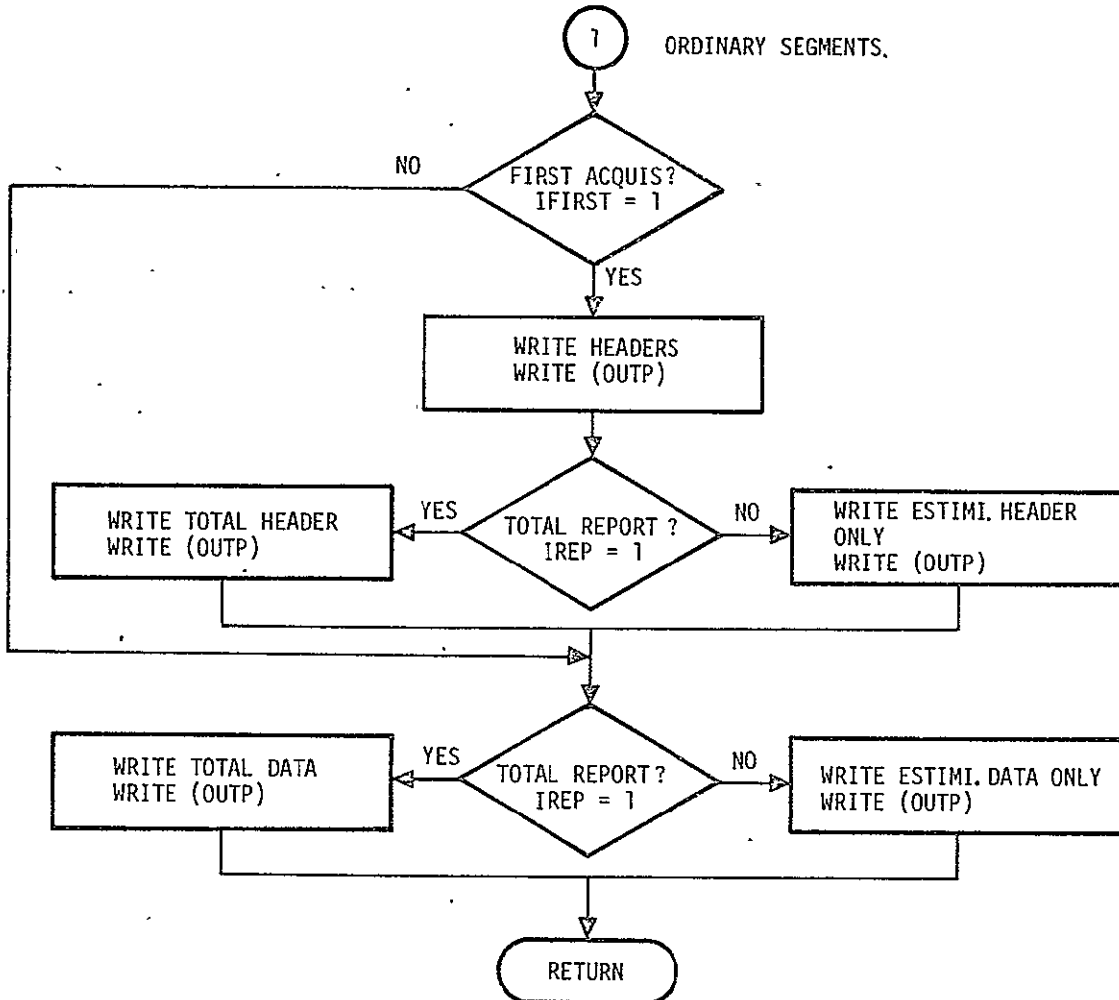 1
ORDINARY SEGMENTS.
NO
FIRST ACQUIS?
IFIRST = 1
YES
WRITE HEADERS
WRITE (OUTP)
WRITE TOTAL HEADER
WRITE (OUTP)
YES
TOTAL REPORT?
IREP = 1
NO
WRITE ESTIMI. HEADER
ONLY
WRITE (OUTP)
WRITE TOTAL DATA
WRITE (OUTP)
YES
TOTAL REPORT?
IREP = 1
NO
WRITE ESTIMI. DATA ONLY
WRITE (OUTP)
RETURN